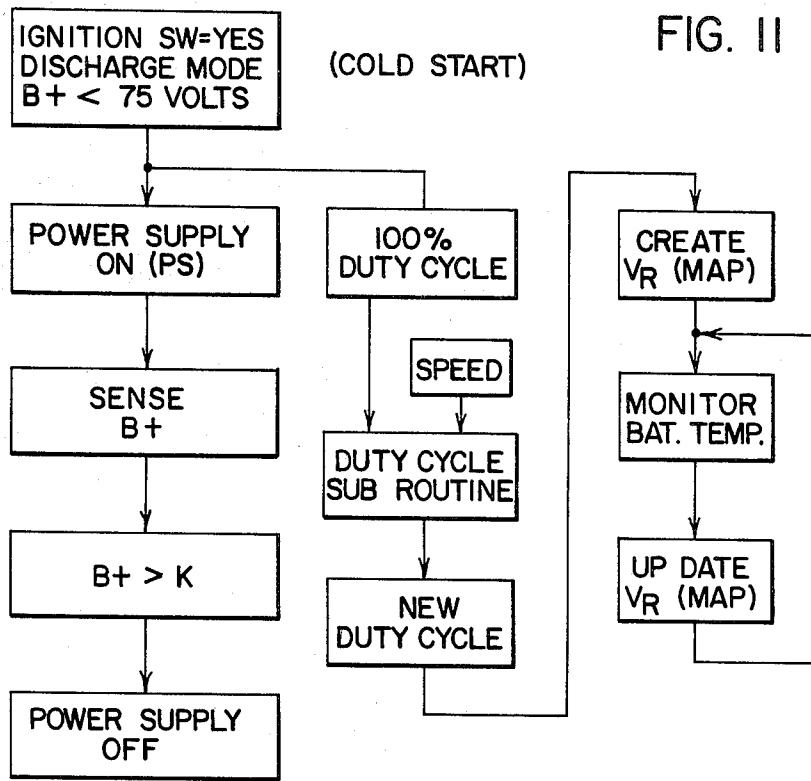 FIG. 11
IGNITION SW=YES
DISCHARGE MODE
B+ < 75 VOLTS
(COLD START)
POWER SUPPLY
ON (PS)
SENSE
B+
B+ > K
POWER SUPPLY
OFF
100%
DUTY CYCLE
SPEED
DUTY CYCLE
SUB ROUTINE
NEW
DUTY CYCLE
CREATE
VR (MAP)
MONITOR
BAT. TEMP.
UP DATE
VR (MAP)